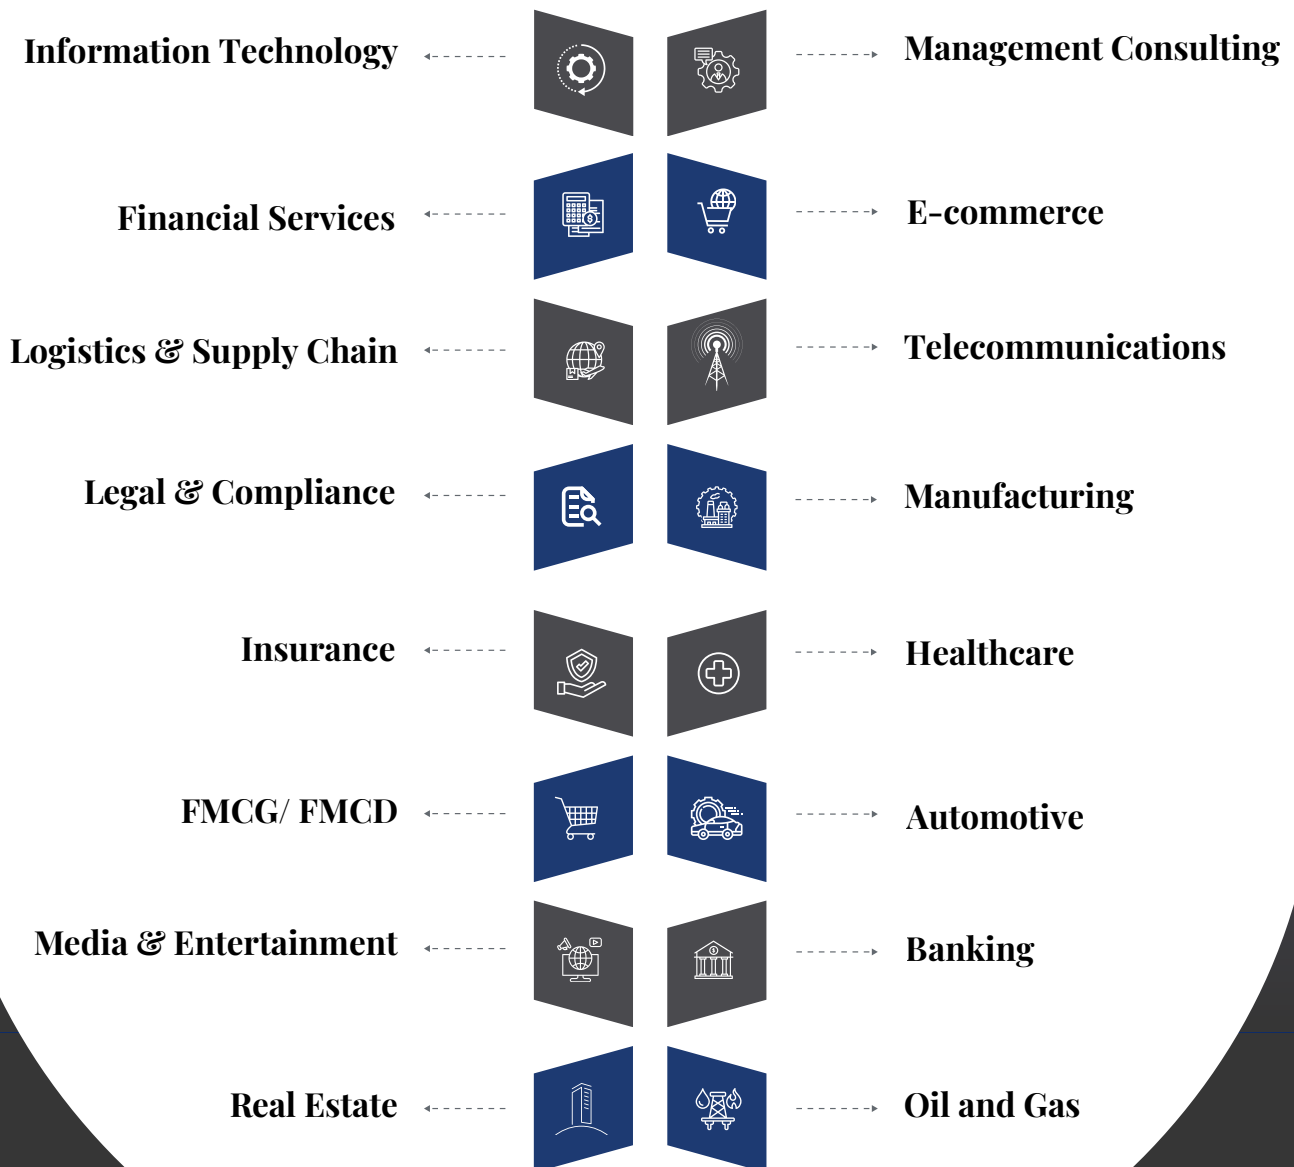 Information Technology
Management Consulting
Financial Services
E-commerce
Logistics & Supply Chain
Telecommunications
Legal & Compliance
Manufacturing
Insurance
Healthcare
FMCG/ FMCD
Automotive
Media & Entertainment
Banking
Real Estate
Oil and Gas